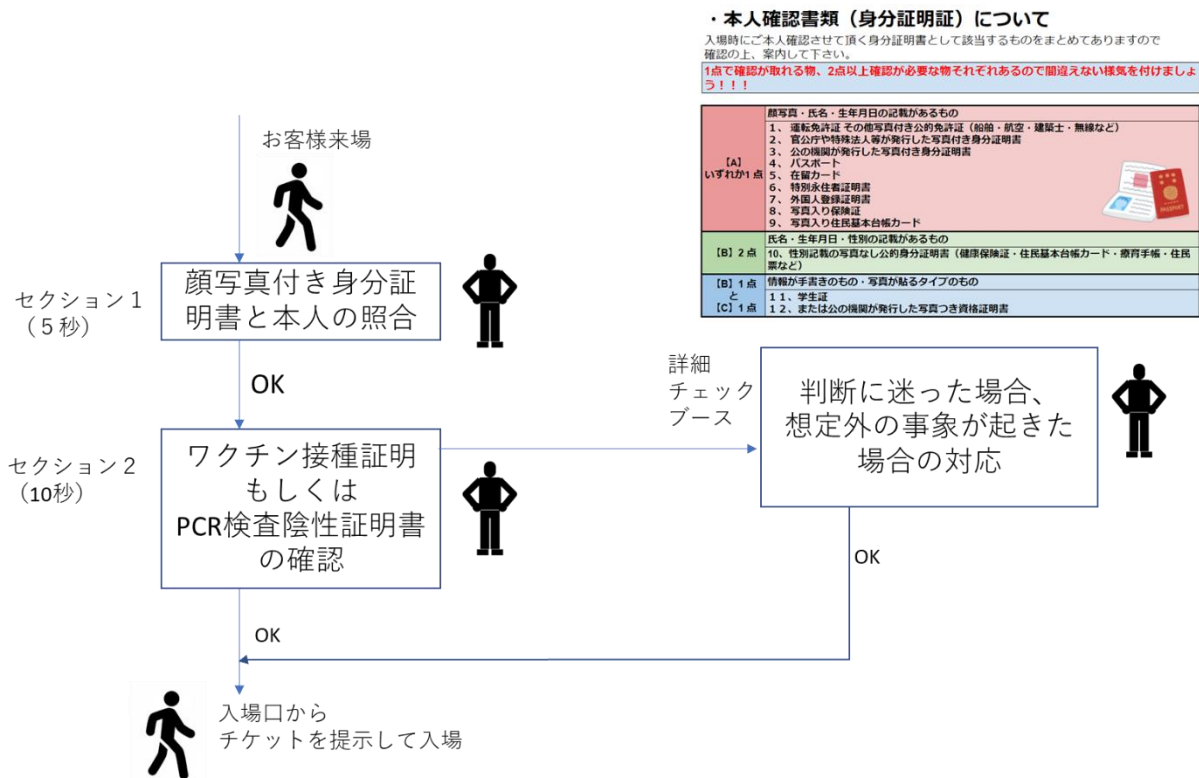 ・本人確認書類（身分証明証）について
入場時にご本人確認させて頂く身分証明書として該当するものをまとめてありますので
確認の上、案内して下さい。
1点で確認が取れる物、2点以上確認が必要な物それぞれあるので間違えない様気を付けましょ
う！！！
顔写真・氏名・生年月日の記載があるもの
【A】
いずれか1点
1、 運転免許証 その他写真付き公的免許証（船舶・航空・建築士・無線など）
2、 官公庁や特殊法人等が発行した写真付き身分証明書
3、 公の機関が発行した写真付き身分証明書
4、 パスポート
5、 在留カード
6、 特別永住者証明書
7、 外国人登録証明書
8、 写真入り保険証
9、 写真入り住民基本台帳カード
PASSPORT
氏名・生年月日・性別の記載があるもの
【B】2点
10、性別記載の写真なし公的身分証明書（健康保険証・住民基本台帳カード・療育手帳・住民
票など）
【B】1点
と
【C】1点
情報が手書きのもの・写真が貼るタイプのもの
11、学生証
12、または公の機関が発行した写真つき資格証明書
お客様来場
セクション1
（5秒）
顔写真付き身分証
明書と本人の照合
OK
セクション2
（10秒）
ワクチン接種証明
もしくは
PCR検査陰性証明書
の確認
詳細
チェック
ブース
判断に迷った場合、
想定外の事象が起きた
場合の対応
OK
OK
入場口から
チケットを提示して入場